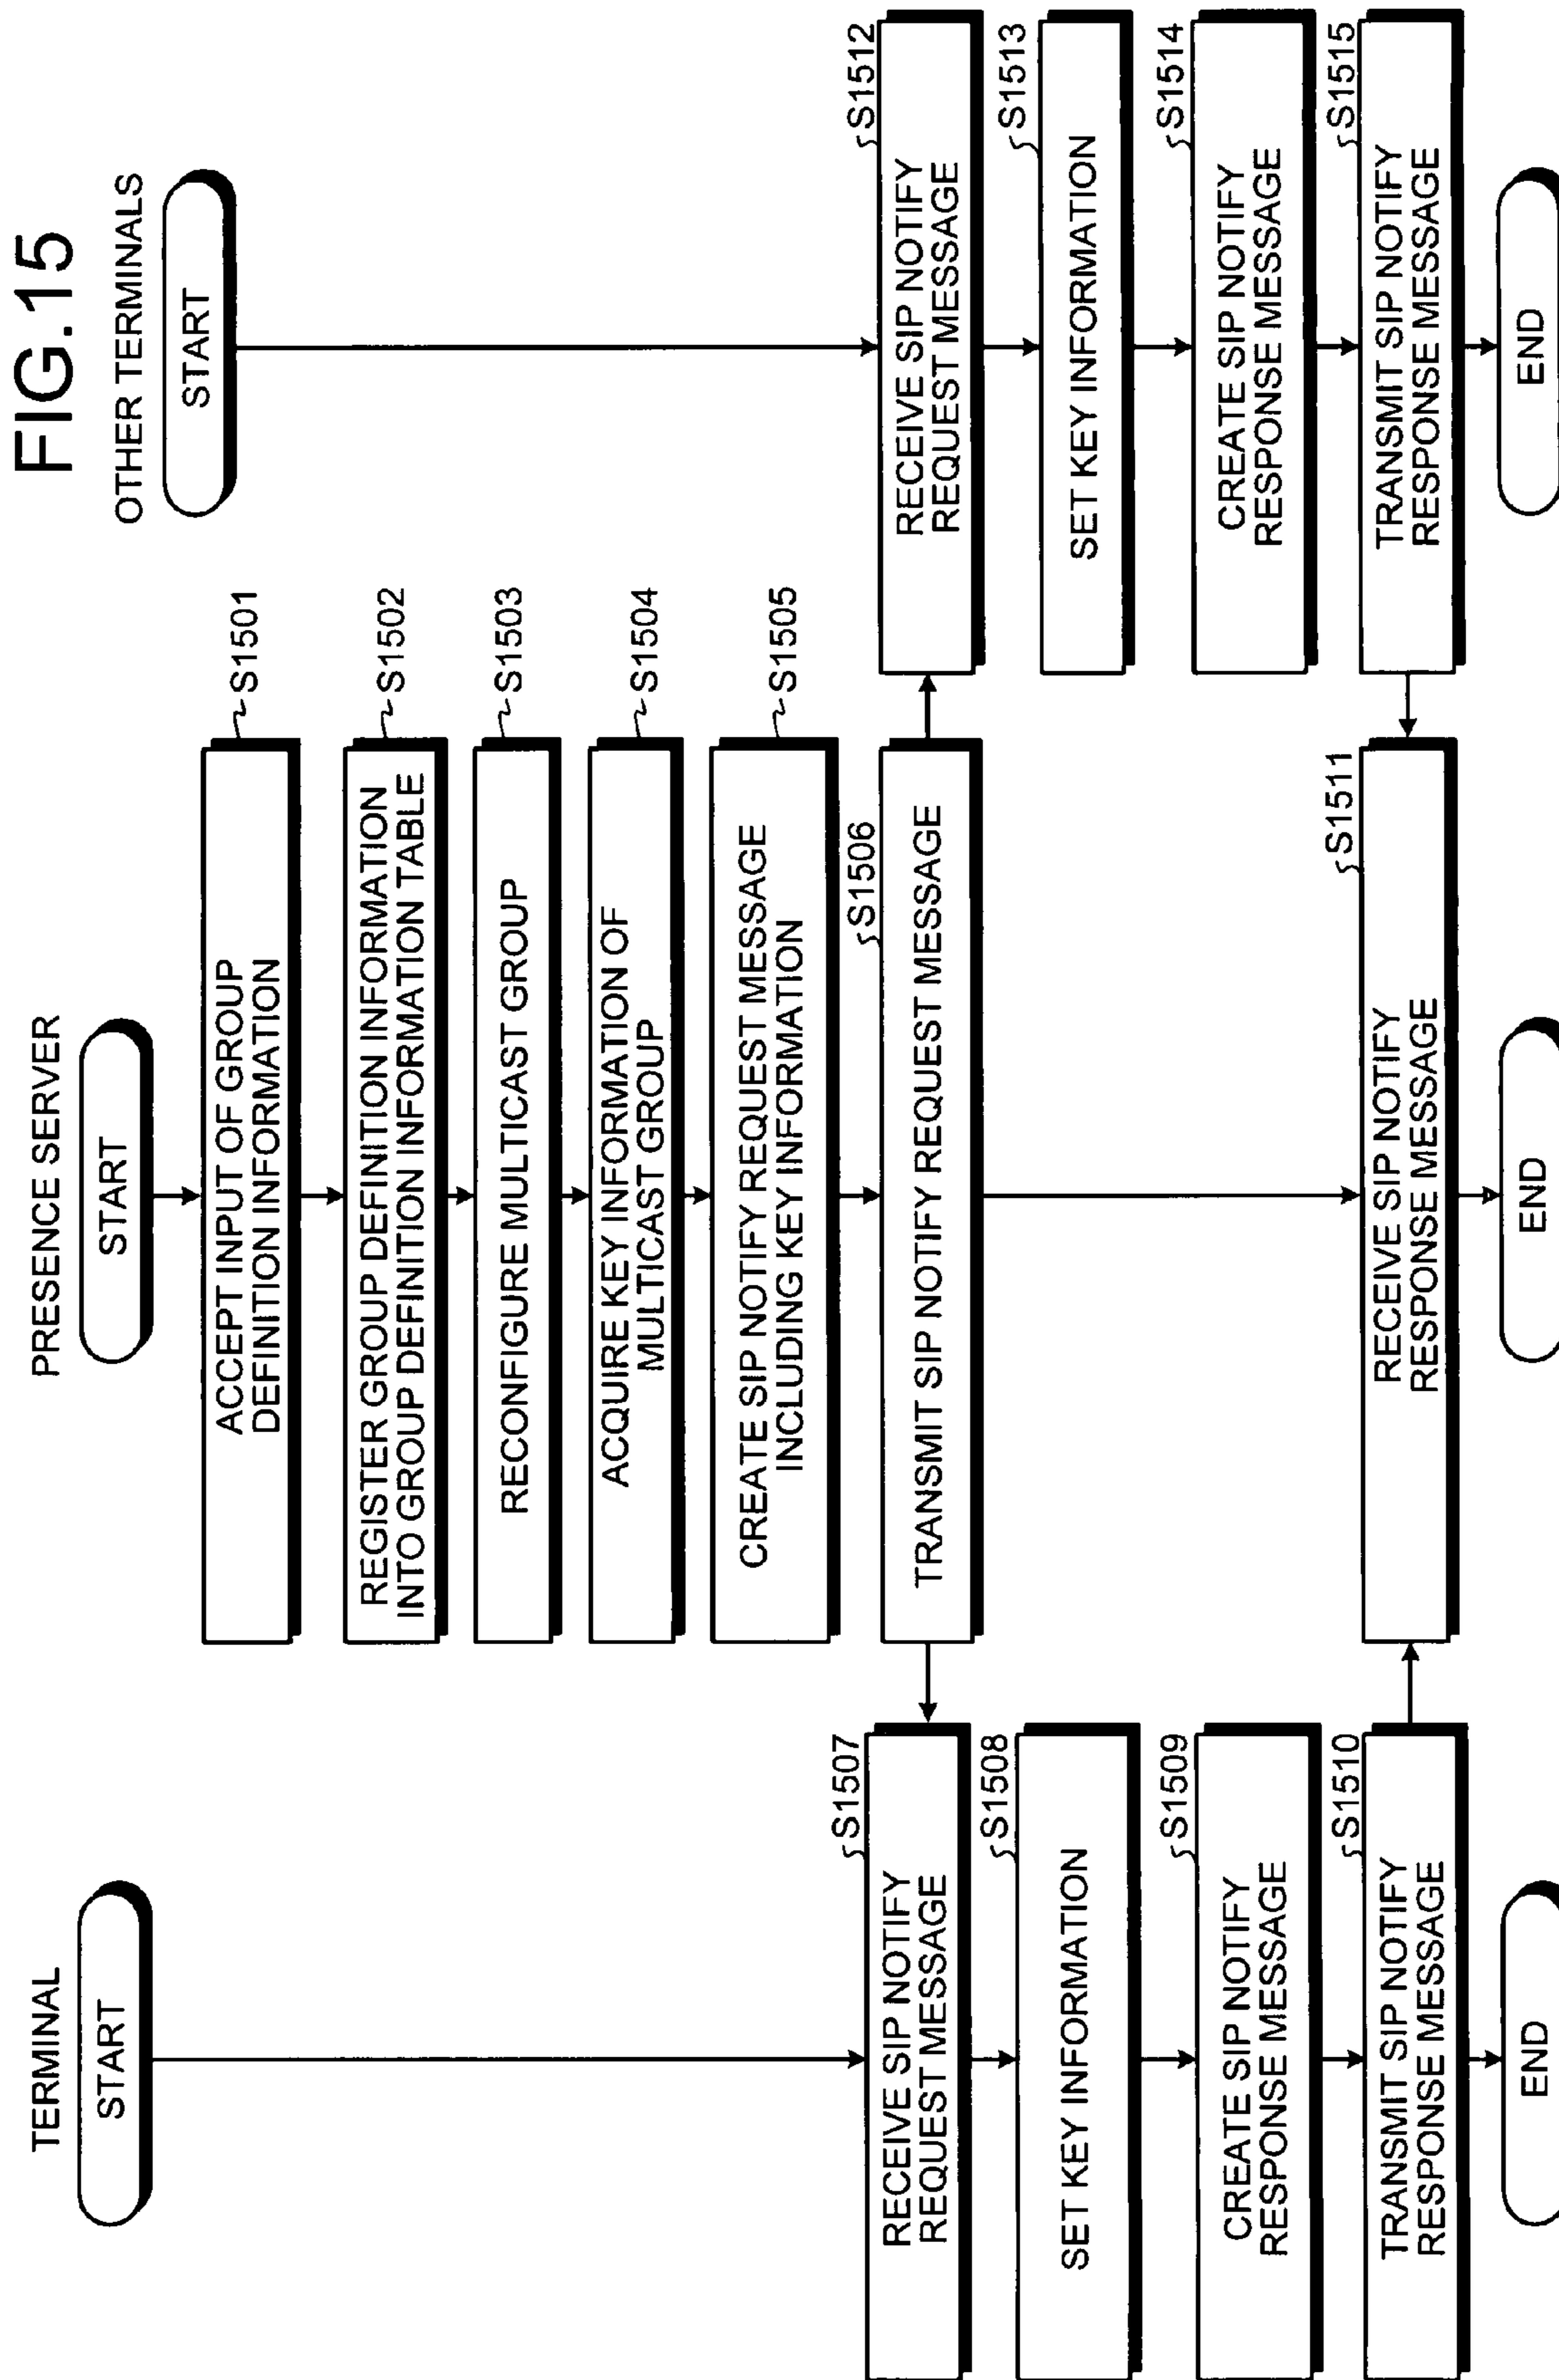 FIG.15
TERMINAL
START
S1507
RECEIVE SIP NOTIFY
REQUEST MESSAGE
S1508
SET KEY INFORMATION
S1509
CREATE SIP NOTIFY
RESPONSE MESSAGE
S1510
TRANSMIT SIP NOTIFY
RESPONSE MESSAGE
END
PRESENCE SERVER
START
S1501
ACCEPT INPUT OF GROUP
DEFINITION INFORMATION
S1502
REGISTER GROUP DEFINITION INFORMATION
INTO GROUP DEFINITION INFORMATION TABLE
S1503
RECONFIGURE MULTICAST GROUP
S1504
ACQUIRE KEY INFORMATION OF
MULTICAST GROUP
S1505
CREATE SIP NOTIFY REQUEST MESSAGE
INCLUDING KEY INFORMATION
S1506
TRANSMIT SIP NOTIFY REQUEST MESSAGE
S1511
RECEIVE SIP NOTIFY
RESPONSE MESSAGE
END
OTHER TERMINALS
START
S1512
RECEIVE SIP NOTIFY
REQUEST MESSAGE
S1513
SET KEY INFORMATION
S1514
CREATE SIP NOTIFY
RESPONSE MESSAGE
S1515
TRANSMIT SIP NOTIFY
RESPONSE MESSAGE
END